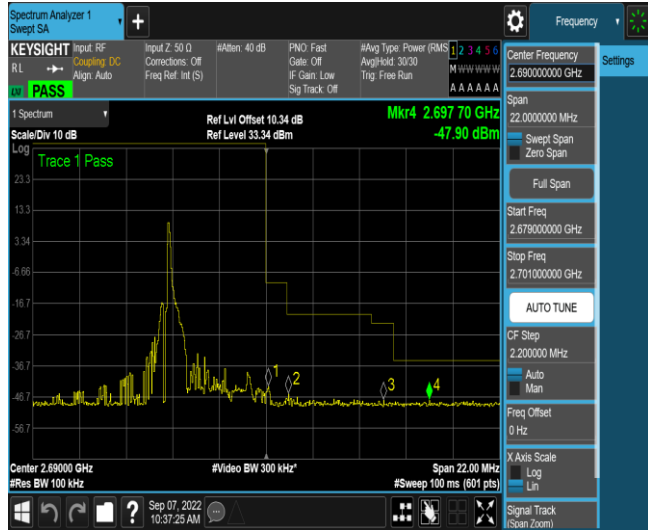 Spectrum Analyzer 1
Swept SA
Frequency
KEYSIGHT
Input: RF
Coupling: DC
Align: Auto
Input Z: 50 Ω
Corrections: Off
Freq Ref: Int (S)
#Atten: 40 dB
PNO: Fast
Gate: Off
IF Gain: Low
Sig Track: Off
#Avg Type: Power (RMS
Avg|Hold: 30/30
Trig: Free Run
1 2 3 4 5 6
M W W W W W
A A A A A A
R L
PASS
Center Frequency
2.690000000 GHz
Settings
1 Spectrum
Ref Lvl Offset 10.34 dB
Mkr4 2.697 70 GHz
Scale/Div 10 dB
Ref Level 33.34 dBm
-47.90 dBm
Log
Trace 1 Pass
23.3
13.3
3.34
-6.66
-16.7
-26.7
-36.7
-46.7
-56.7
1
2
3
4
Span
22.0000000 MHz
Swept Span
Zero Span
Full Span
Start Freq
2.679000000 GHz
Stop Freq
2.701000000 GHz
AUTO TUNE
CF Step
2.200000 MHz
Auto
Man
Freq Offset
0 Hz
X Axis Scale
Log
Lin
Signal Track
(Span Zoom)
Center 2.69000 GHz
#Video BW 300 kHz*
Span 22.00 MHz
#Res BW 100 kHz
#Sweep 100 ms (601 pts)
?
Sep 07, 2022
10:37:25 AM